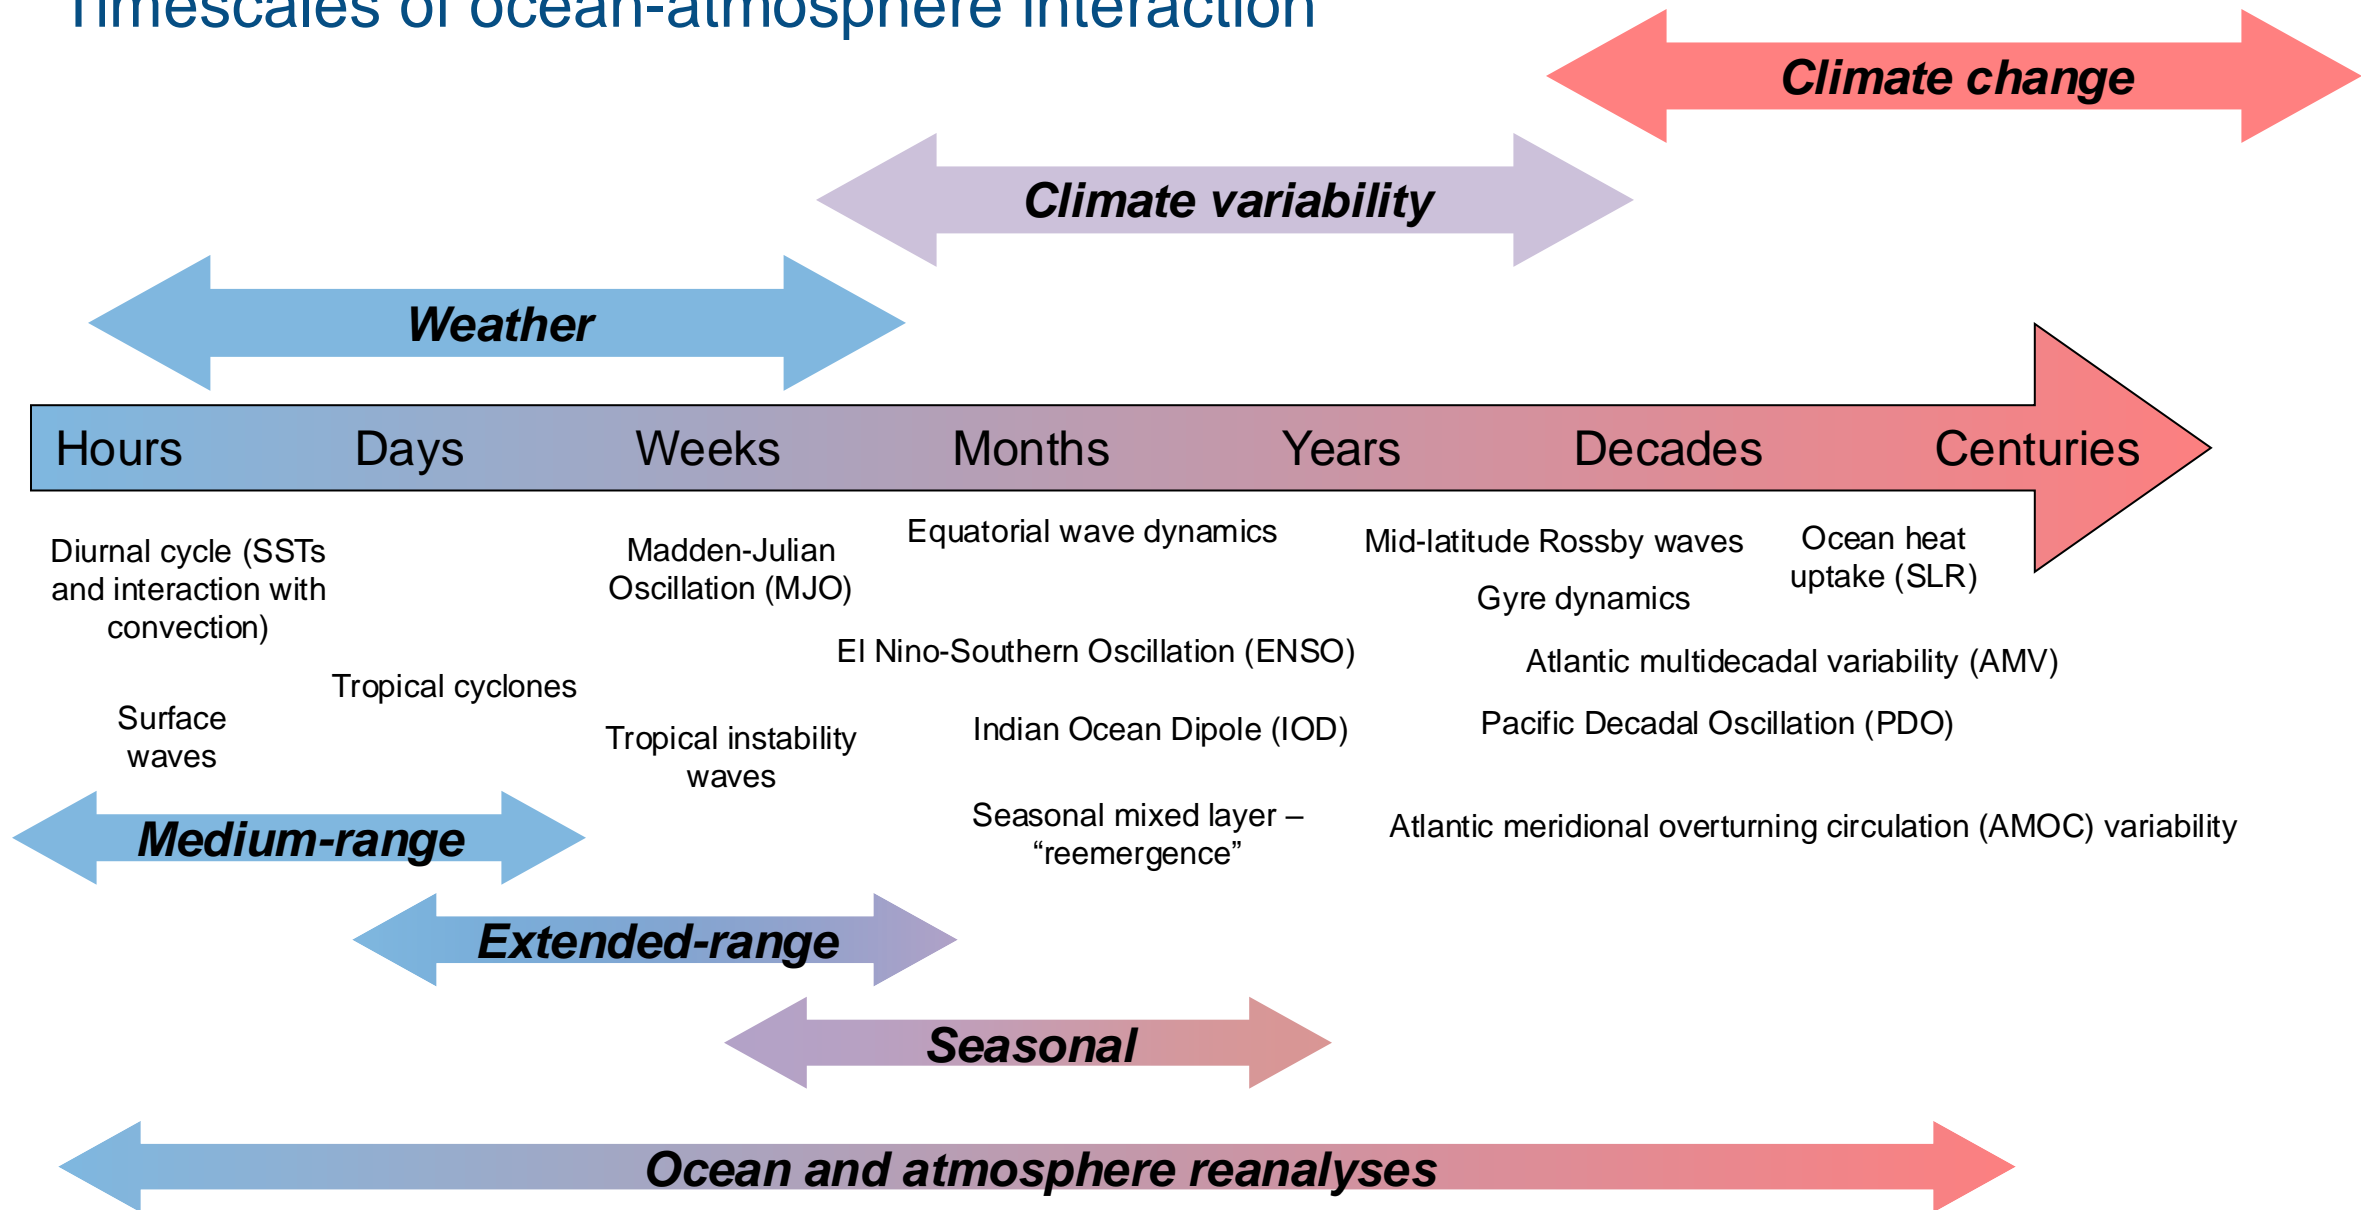 Timescales of ocean-atmosphere interaction
Climate change
Climate variability
Weather
Hours Days Weeks Months Years Decades Centuries
Diurnal cycle (SSTs
and interaction with
convection)
Surface
waves
Tropical cyclones
Madden-Julian
Oscillation (MJO)
Tropical instability
waves
Equatorial wave dynamics
El Nino-Southern Oscillation (ENSO)
Indian Ocean Dipole (IOD)
Seasonal mixed layer –
“reemergence”
Mid-latitude Rossby waves
Gyre dynamics
Ocean heat
uptake (SLR)
Atlantic multidecadal variability (AMV)
Pacific Decadal Oscillation (PDO)
Atlantic meridional overturning circulation (AMOC) variability
Medium-range
Extended-range
Seasonal
Ocean and atmosphere reanalyses